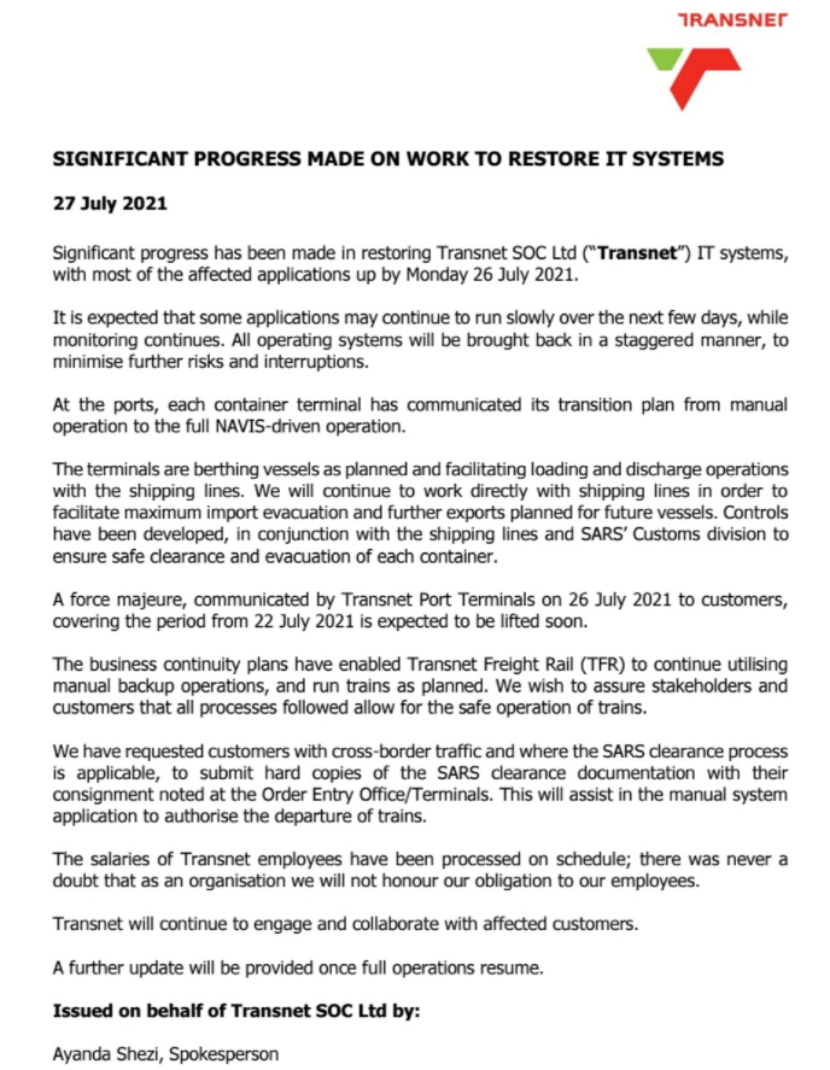 TRANSNET
SIGNIFICANT PROGRESS MADE ON WORK TO RESTORE IT SYSTEMS
27 July 2021
Significant progress has been made in restoring Transnet SOC Ltd (“Transnet”) IT systems,
with most of the affected applications up by Monday 26 July 2021.
It is expected that some applications may continue to run slowly over the next few days, while
monitoring continues. All operating systems will be brought back in a staggered manner, to
minimise further risks and interruptions.
At the ports, each container terminal has communicated its transition plan from manual
operation to the full NAVIS-driven operation.
The terminals are berthing vessels as planned and facilitating loading and discharge operations
with the shipping lines. We will continue to work directly with shipping lines in order to
facilitate maximum import evacuation and further exports planned for future vessels. Controls
have been developed, in conjunction with the shipping lines and SARS’ Customs division to
ensure safe clearance and evacuation of each container.
A force majeure, communicated by Transnet Port Terminals on 26 July 2021 to customers,
covering the period from 22 July 2021 is expected to be lifted soon.
The business continuity plans have enabled Transnet Freight Rail (TFR) to continue utilising
manual backup operations, and run trains as planned. We wish to assure stakeholders and
customers that all processes followed allow for the safe operation of trains.
We have requested customers with cross-border traffic and where the SARS clearance process
is applicable, to submit hard copies of the SARS clearance documentation with their
consignment noted at the Order Entry Office/Terminals. This will assist in the manual system
application to authorise the departure of trains.
The salaries of Transnet employees have been processed on schedule; there was never a
doubt that as an organisation we will not honour our obligation to our employees.
Transnet will continue to engage and collaborate with affected customers.
A further update will be provided once full operations resume.
Issued on behalf of Transnet SOC Ltd by:
Ayanda Shezi, Spokesperson